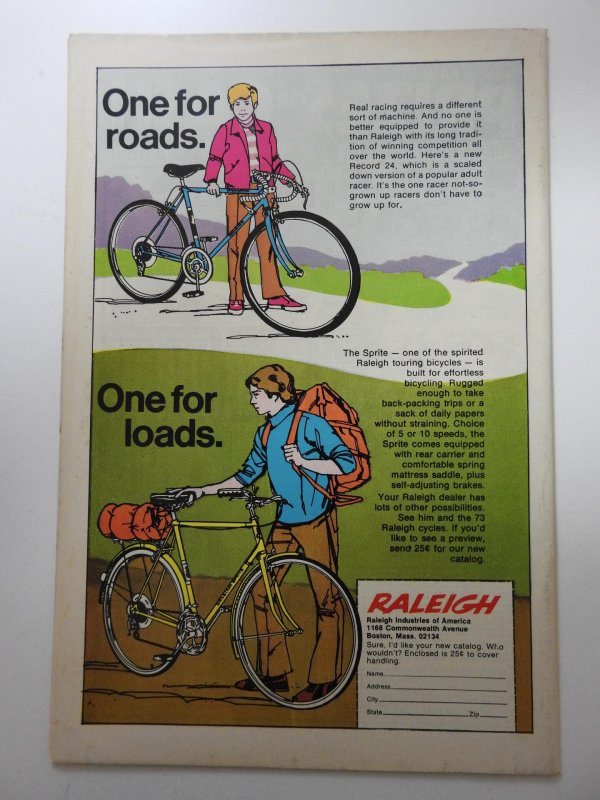 One for
roads.
Real racing requires a different
sort of machine. And no one is
better equipped to provide it
than Raleigh with its long tradi-
tion of winning competition all
over the world. Here's a new
Record 24, which is a scaled
down version of a popular adult
racer. It's the one racer not-so-
grown up racers don't have to
grow up for.
One for
loads.
The Sprite — one of the spirited
Raleigh touring bicycles — is
built for effortless
bicycling. Rugged
enough to take
back-packing trips or a
sack of daily papers
without straining. Choice
of 5 or 10 speeds, the
Sprite comes equipped
with rear carrier and
comfortable spring
mattress saddle, plus
self-adjusting brakes.
Your Raleigh dealer has
lots of other possibilities.
See him and the 73
Raleigh cycles. If you'd
like to see a preview,
send 25¢ for our new
catalog.
RALEIGH
Raleigh Industries of America
1168 Commonwealth Avenue
Boston, Mass. 02134
Sure, I'd like your new catalog. Who
wouldn't? Enclosed is 25¢ to cover
handling.
Name
Address
City
State Zip